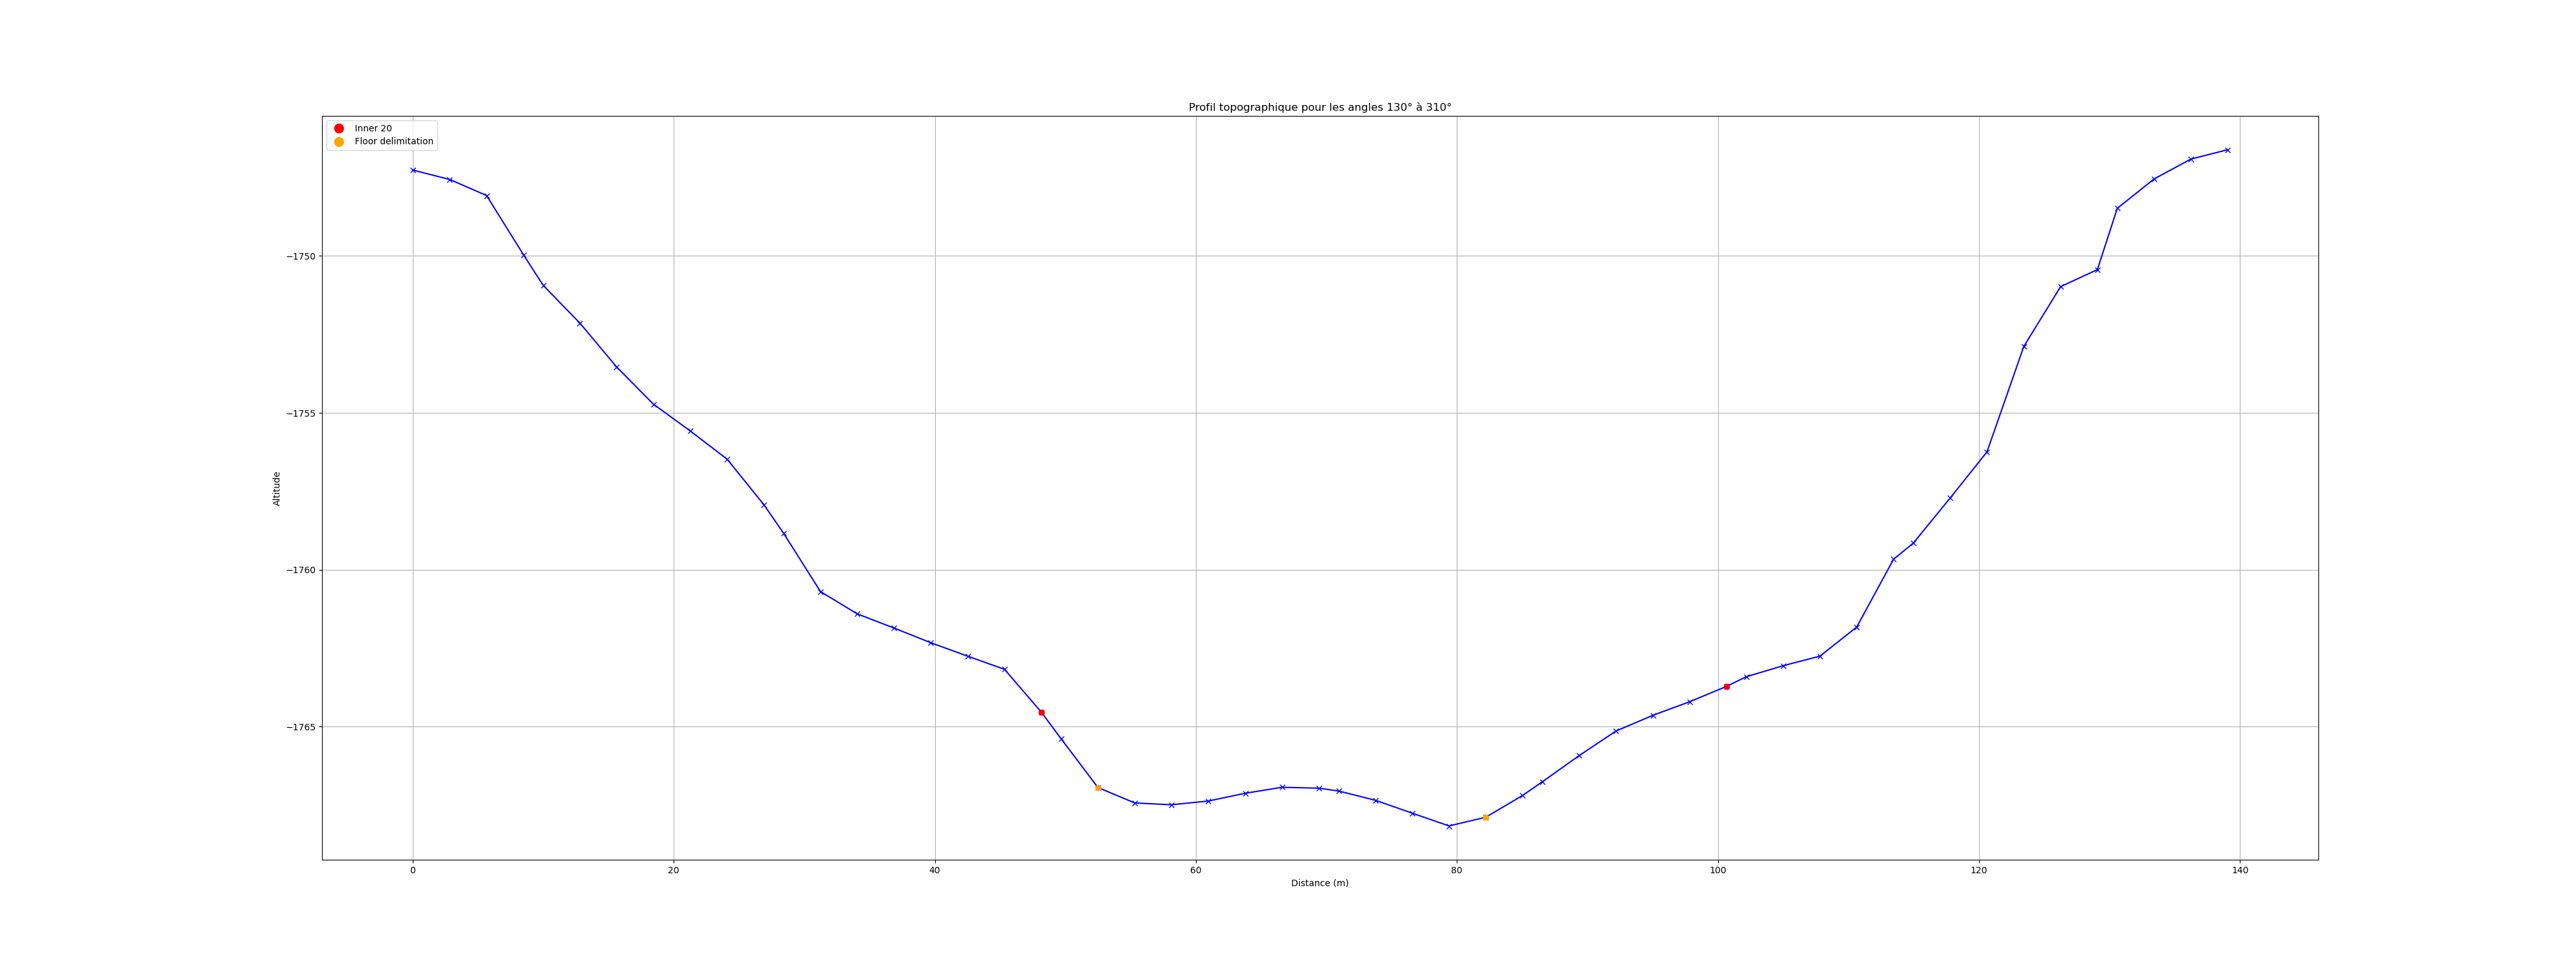 Profil topographique pour les angles 130° à 310°
Inner 20
Floor delimitation
Altitude
−1750
−1755
−1760
−1765
0 20 40 60 80 100 120 140
Distance (m)